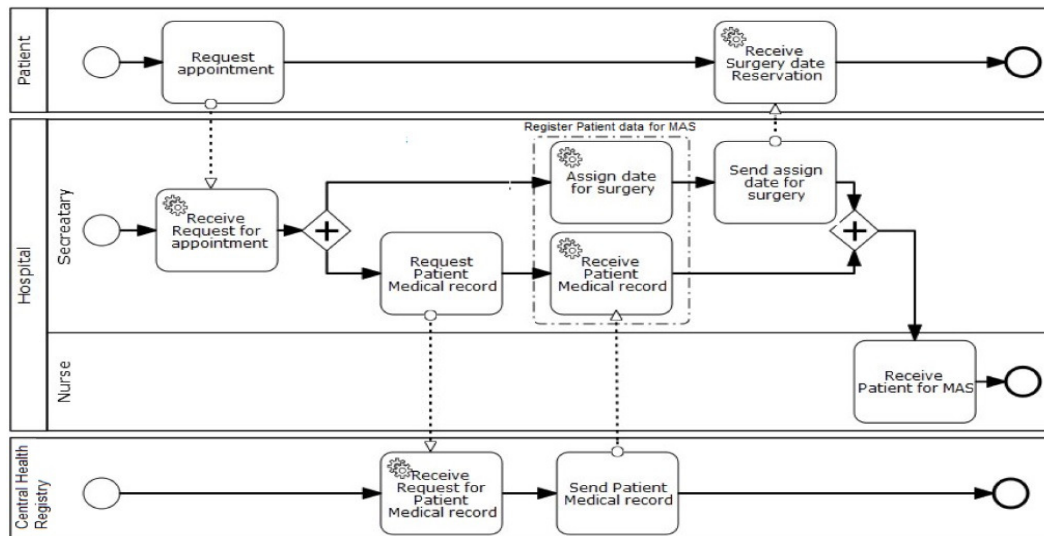 Patient
Request
appointment
Receive
Surgery date
Reservation
Hospital
Secreatary
Register Patient data for MAS
Receive
Request for
appointment
Assign date
for surgery
Send assign
date for
surgery
Request
Patient
Medical record
Receive
Patient
Medical record
Nurse
Receive
Patient for MAS
Central Health
Registry
Receive
Request for
Patient
Medical record
Send Patient
Medical record